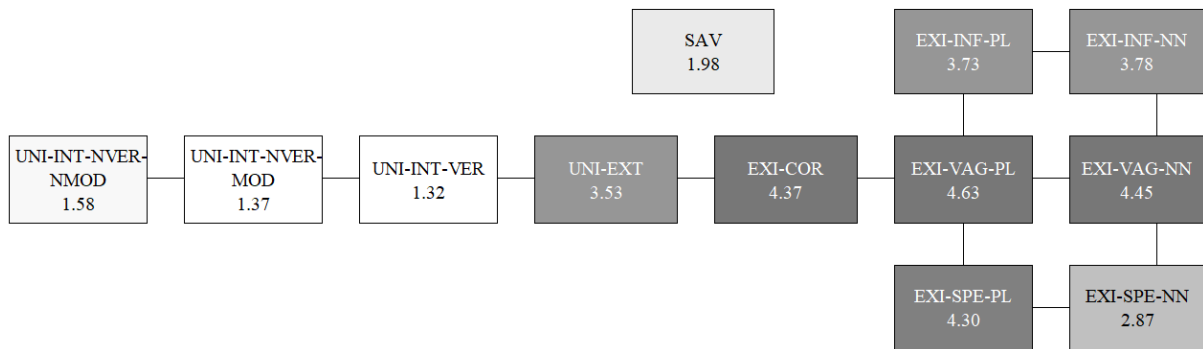 SAV
1.98
EXI-INF-PL
3.73
EXI-INF-NN
3.78
UNI-INT-NVER-
NMOD
1.58
UNI-INT-NVER-
MOD
1.37
UNI-INT-VER
1.32
UNI-EXT
3.53
EXI-COR
4.37
EXI-VAG-PL
4.63
EXI-VAG-NN
4.45
EXI-SPE-PL
4.30
EXI-SPE-NN
2.87